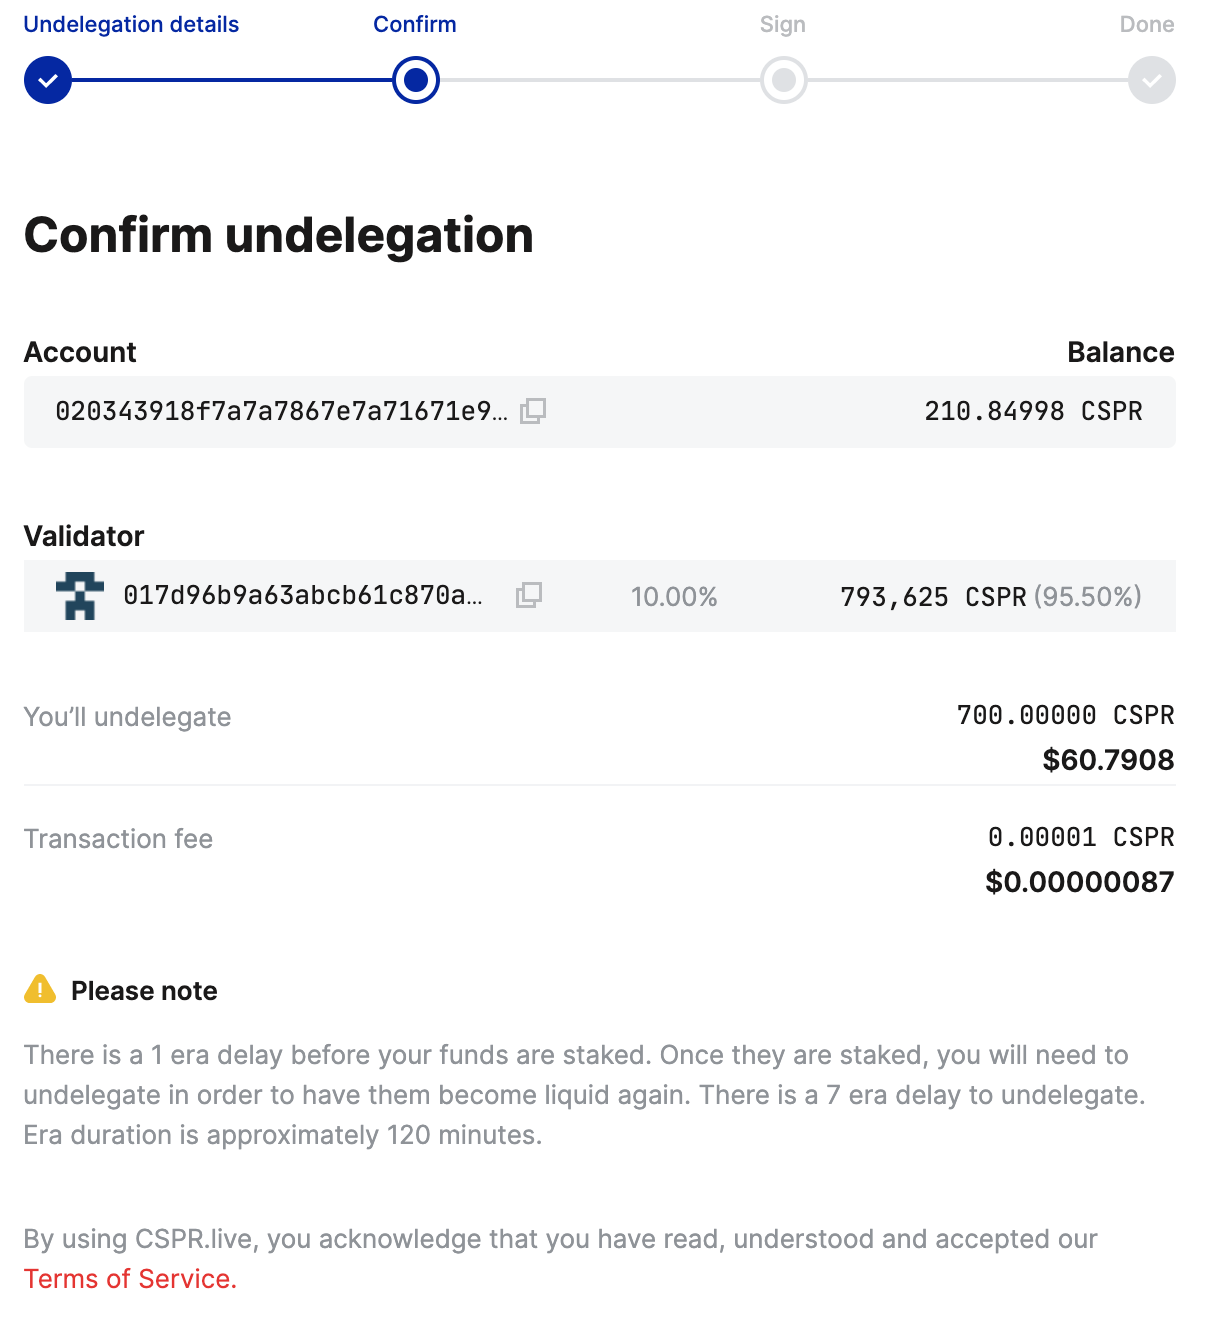 Undelegation details Confirm Sign Done
Confirm undelegation
Account Balance
020343918f7a7a7867e7a71671e9… 210.84998 CSPR
Validator
017d96b9a63abcb61c870a… 10.00% 793,625 CSPR (95.50%)
You’ll undelegate 700.00000 CSPR
$60.7908
Transaction fee 0.00001 CSPR
$0.00000087
Please note
There is a 1 era delay before your funds are staked. Once they are staked, you will need to
undelegate in order to have them become liquid again. There is a 7 era delay to undelegate.
Era duration is approximately 120 minutes.
By using CSPR.live, you acknowledge that you have read, understood and accepted our
Terms of Service.